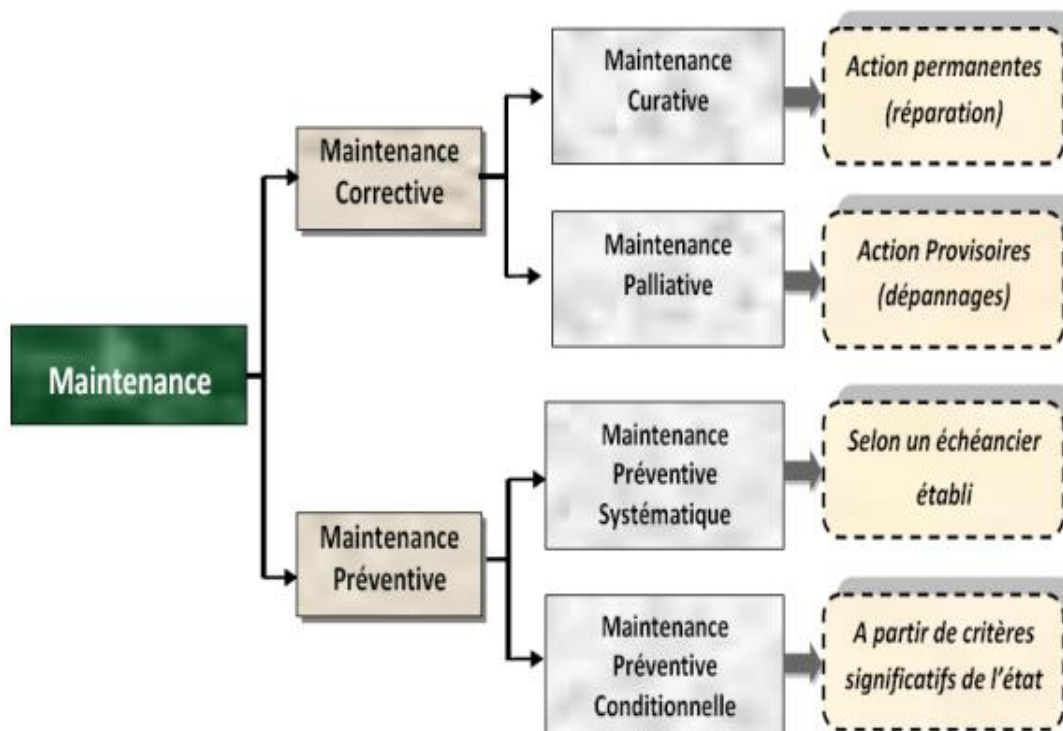 Maintenance
Curative
Action permanentes
(réparation)
Maintenance
Corrective
Maintenance
Palliative
Action Provisoires
(dépannages)
Maintenance
Maintenance
Préventive
Systématique
Selon un échéancier
établi
Maintenance
Préventive
Maintenance
Préventive
Conditionnelle
A partir de critères
significatifs de l'état